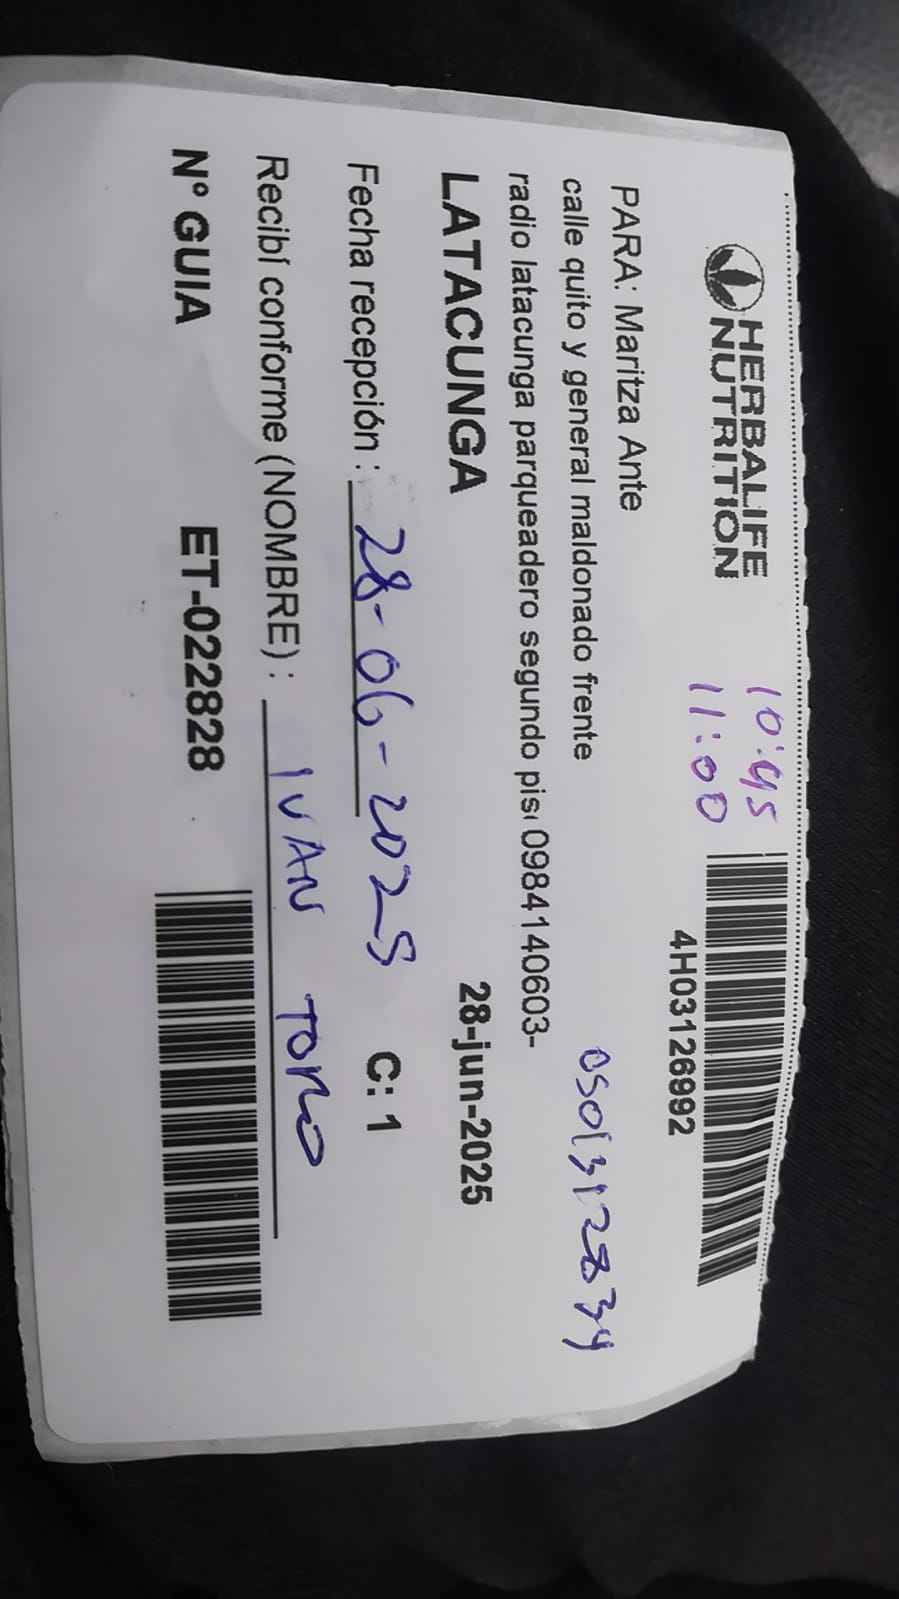 HERBALIFE
NUTRITION
10:45
11:00
4H03126992
PARA: Maritza Ante
calle quito y general maldonado frente
0501312834
radio latacunga parqueadero segundo pis 0984140603-
LATACUNGA 28-jun-2025
Fecha recepción : 28-06-2025 C: 1
Recibí conforme (NOMBRE) : IVAN TORO
Nº GUIA ET-022828